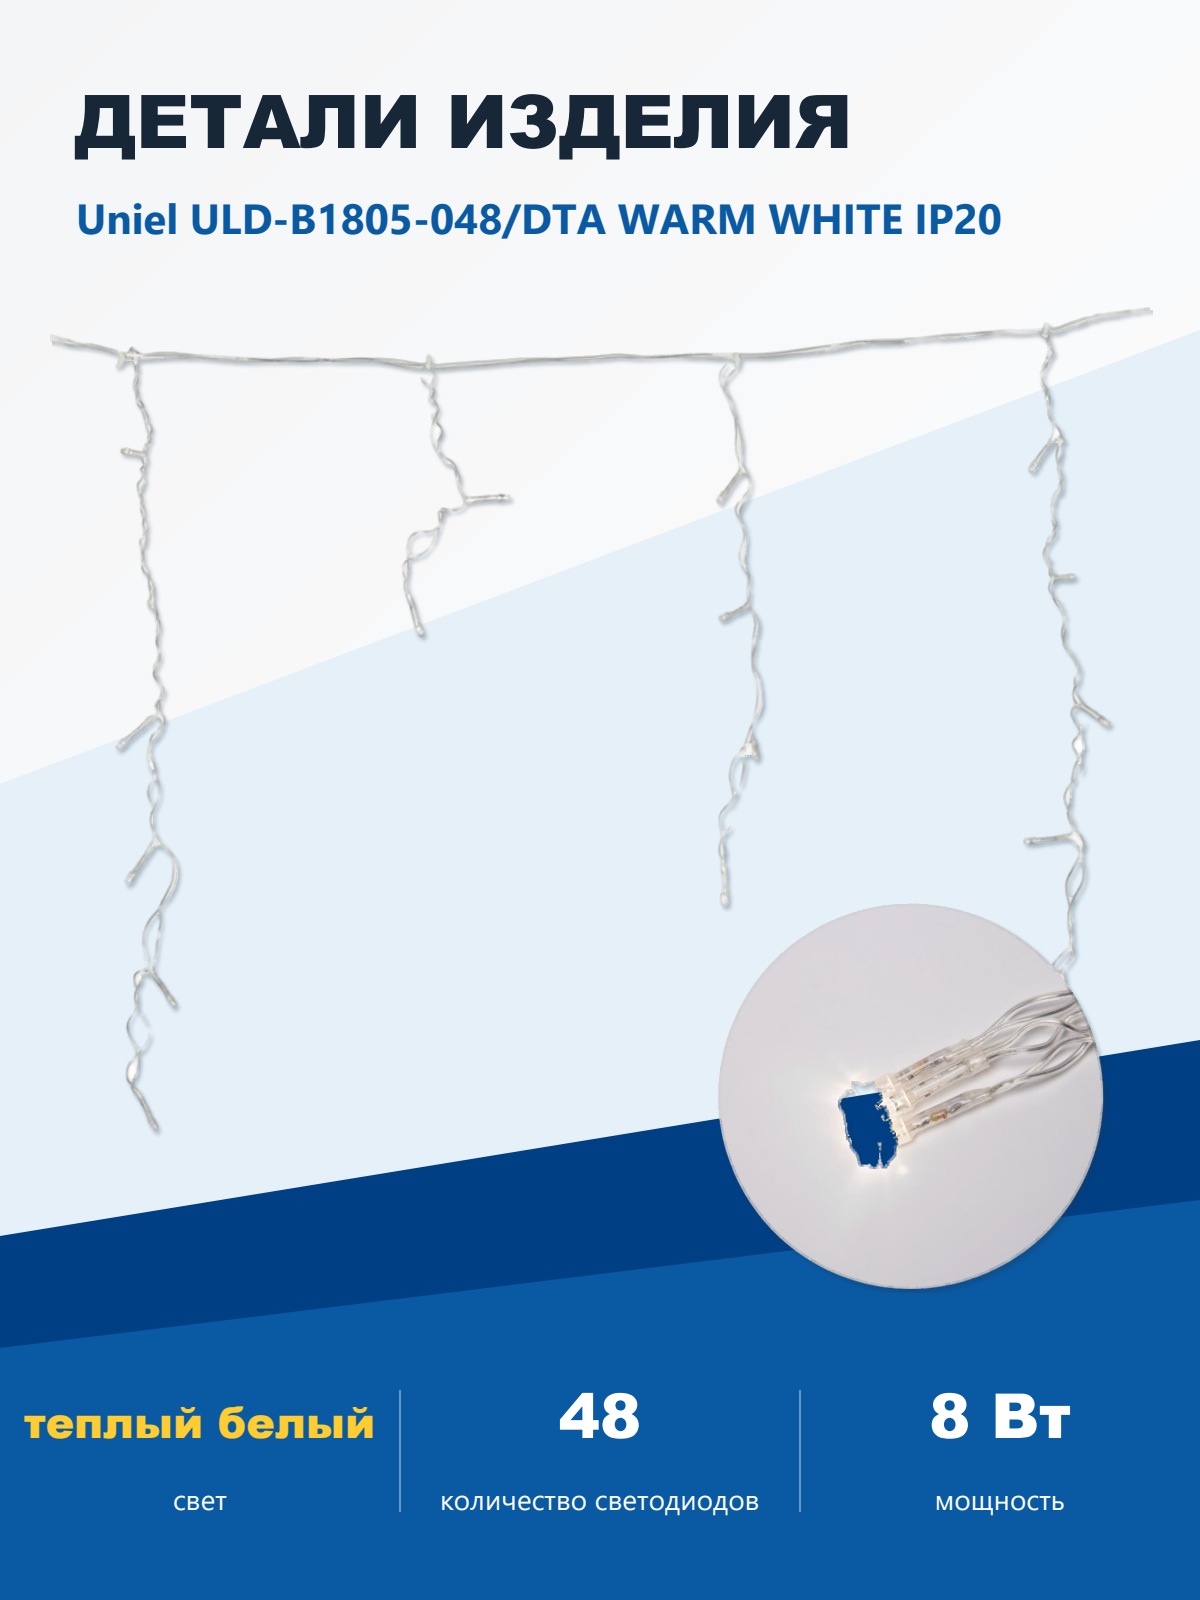 ДЕТАЛИ ИЗДЕЛИЯ
Uniel ULD-B1805-048/DTA WARM WHITE IP20
теплый белый
48
8 Вт
свет
количество светодиодов
мощность